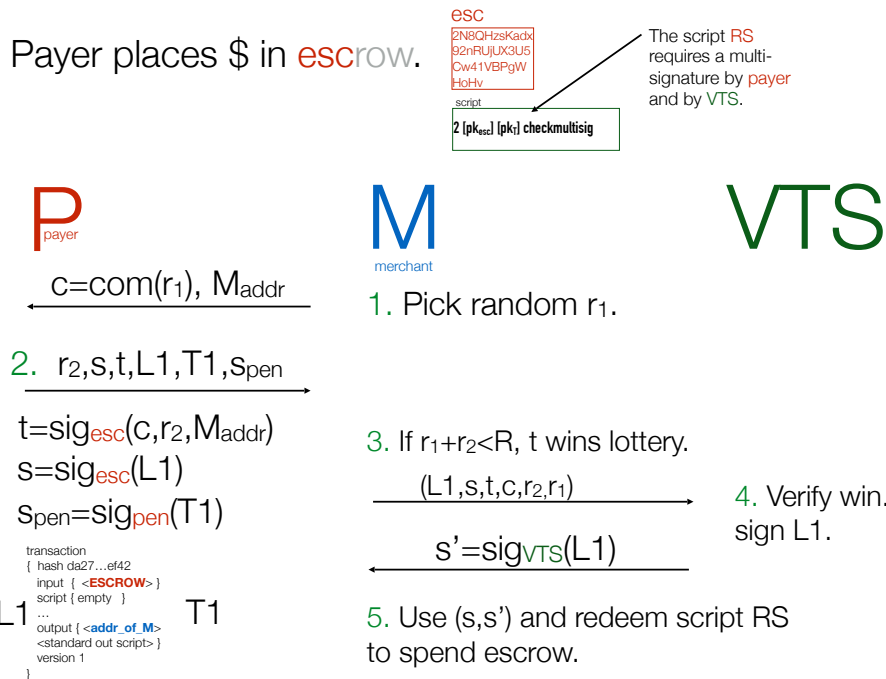 Payer places $ in escrow.
esc
2N8QHzsKadx
92nRUjUX3U5
Cw41VBPgW
HoHv
script
2 [pkesc] [pkT] checkmultisig
The script RS
requires a multi-
signature by payer
and by VTS.
P
payer
M
merchant
VTS
c=com(r1), Maddr
1. Pick random r1.
2. r2,s,t,L1,T1,spen
t=sigesc(c,r2,Maddr)
s=sigesc(L1)
spen=sigpen(T1)
3. If r1+r2<R, t wins lottery.
(L1,s,t,c,r2,r1)
4. Verify win.
sign L1.
s’=sigVTS(L1)
transaction
{ hash da27…ef42
input { <ESCROW> }
script { empty }
…
output { <addr_of_M>
<standard out script> }
version 1
}
L1
T1
5. Use (s,s’) and redeem script RS
to spend escrow.